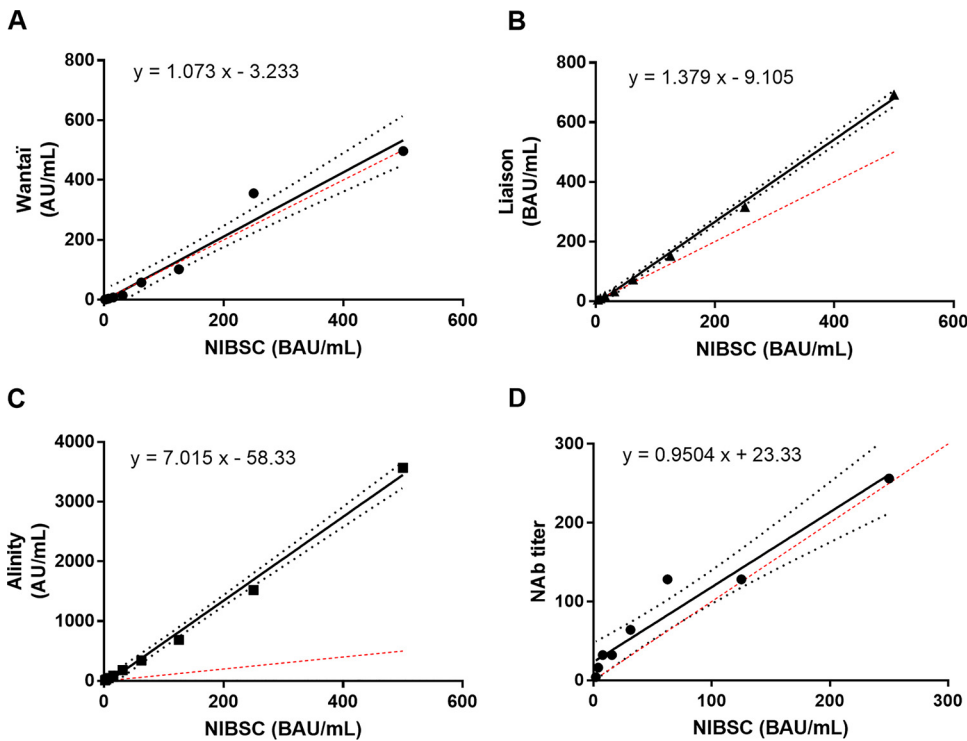 A
y = 1.073 x - 3.233
Wantaï
(AU/mL)
800
600
400
200
0
0
200
400
600
NIBSC (BAU/mL)
B
y = 1.379 x - 9.105
Liaison
(BAU/mL)
800
600
400
200
0
0
200
400
600
NIBSC (BAU/mL)
C
y = 7.015 x - 58.33
Alinity
(AU/mL)
4000
3000
2000
1000
0
0
200
400
600
NIBSC (BAU/mL)
D
y = 0.9504 x + 23.33
NAb titer
300
200
100
0
0
100
200
300
NIBSC (BAU/mL)